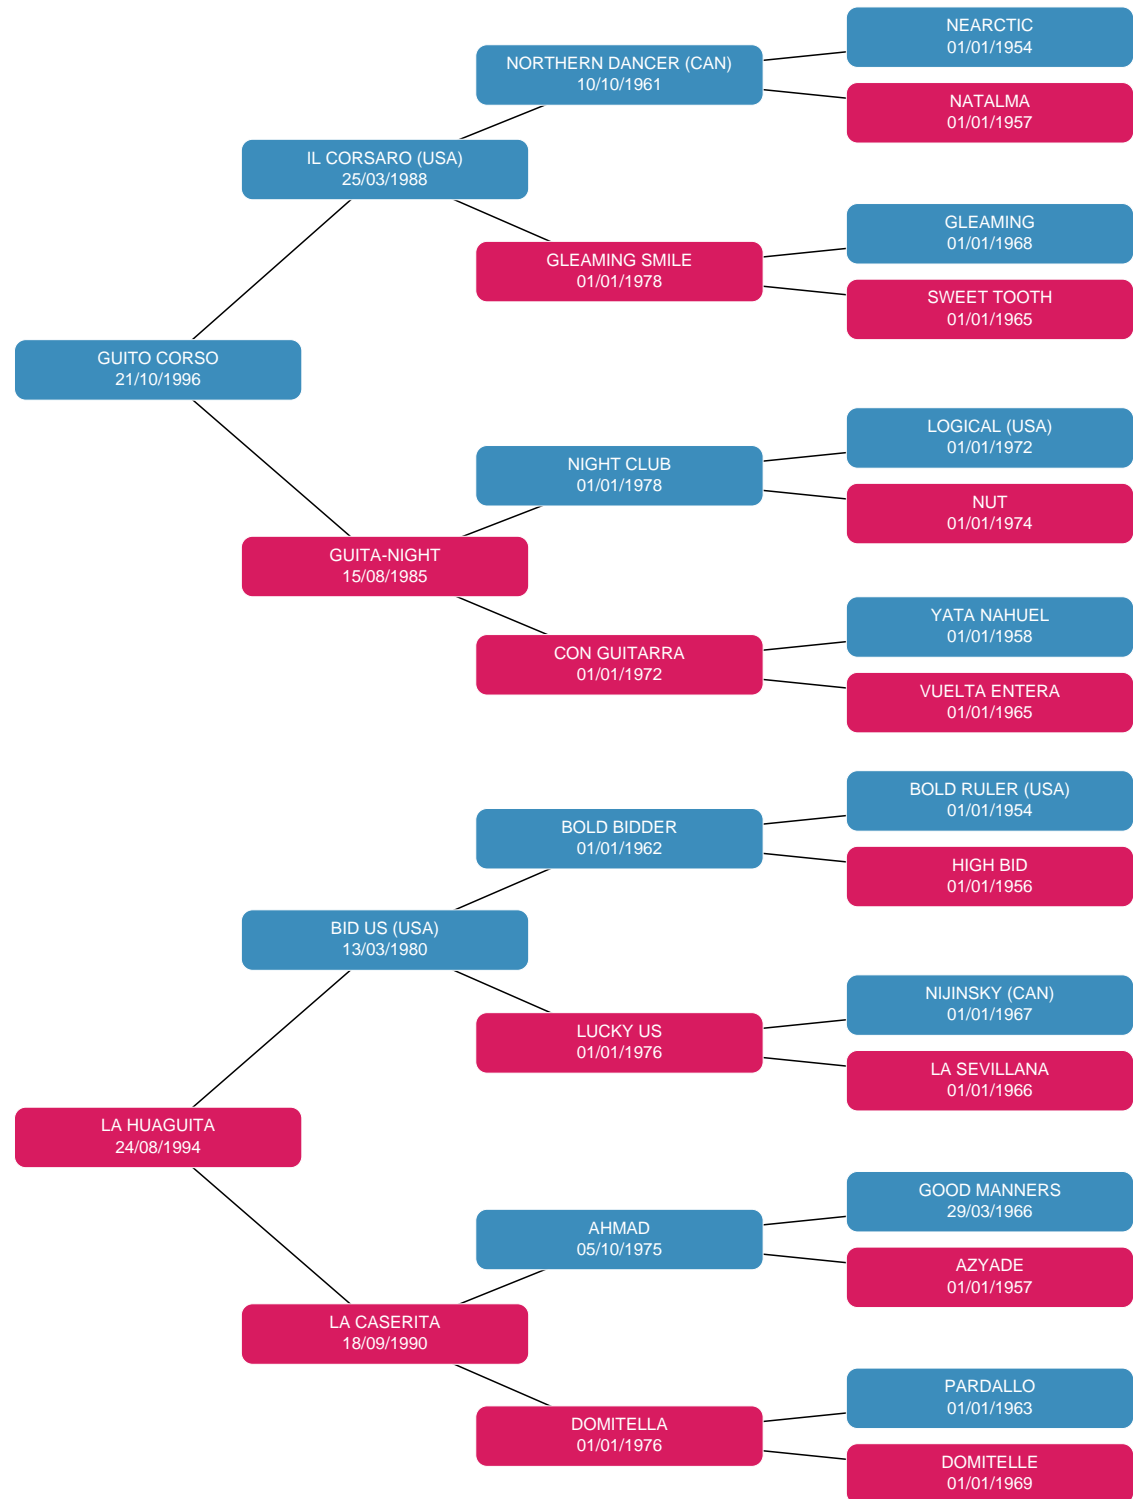 NEARCTIC
01/01/1954
NORTHERN DANCER (CAN)
10/10/1961
NATALMA
01/01/1957
IL CORSARO (USA)
25/03/1988
GLEAMING
01/01/1968
GLEAMING SMILE
01/01/1978
SWEET TOOTH
01/01/1965
GUITO CORSO
21/10/1996
LOGICAL (USA)
01/01/1972
NIGHT CLUB
01/01/1978
NUT
01/01/1974
GUITA-NIGHT
15/08/1985
YATA NAHUEL
01/01/1958
CON GUITARRA
01/01/1972
VUELTA ENTERA
01/01/1965
BOLD RULER (USA)
01/01/1954
BOLD BIDDER
01/01/1962
HIGH BID
01/01/1956
BID US (USA)
13/03/1980
NIJINSKY (CAN)
01/01/1967
LUCKY US
01/01/1976
LA SEVILLANA
01/01/1966
LA HUAGUITA
24/08/1994
GOOD MANNERS
29/03/1966
AHMAD
05/10/1975
AZYADE
01/01/1957
LA CASERITA
18/09/1990
PARDALLO
01/01/1963
DOMITELLA
01/01/1976
DOMITELLE
01/01/1969